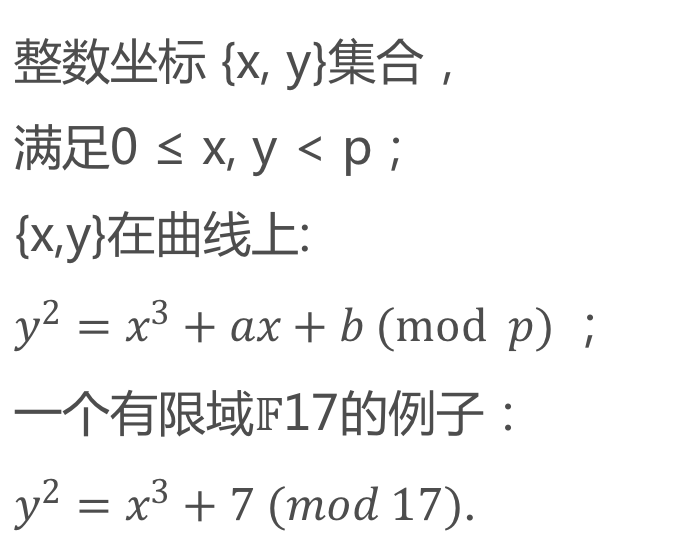 整数坐标 {x, y}集合，
满足0 ≤ x, y < p；
{x,y}在曲线上:
y² = x³ + ax + b (mod p) ；
一个有限域𝔽17的例子：
y² = x³ + 7 (mod 17).